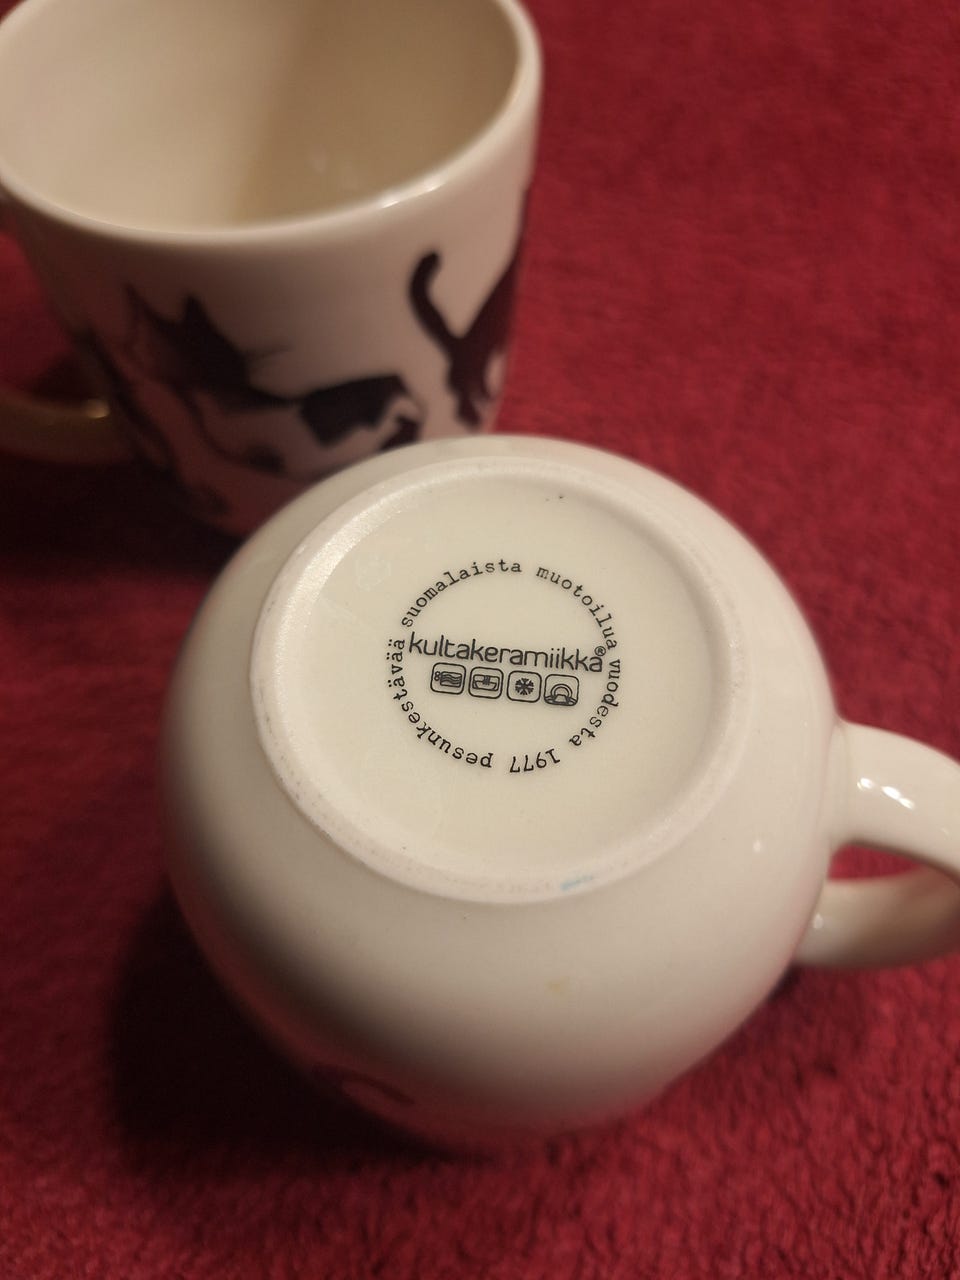 suomalaista muotoilua vuodesta 1977 pesunkestävää
kultakeramiikka®